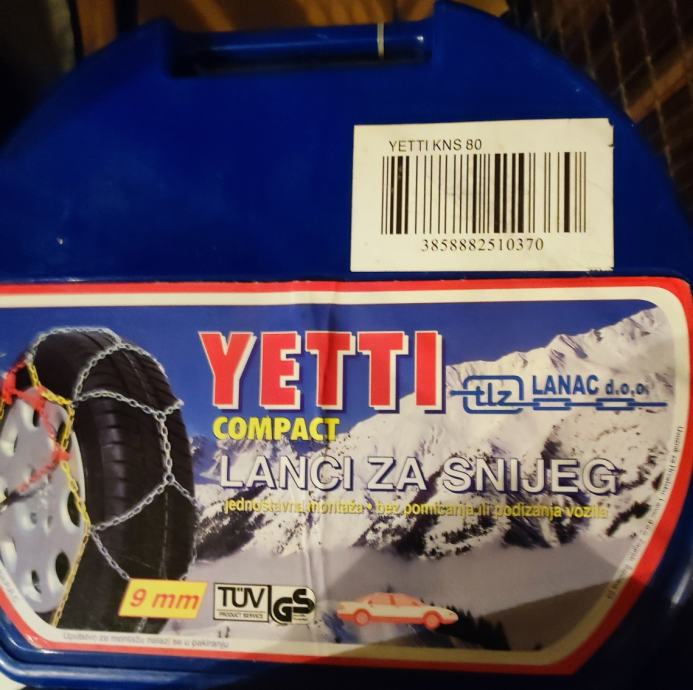 YETTI KNS 80
3858882510370
YETTI
tlz LANAC d.o.o.
COMPACT
LANCI ZA SNIJEG
jednostavna montaža • bez pomicanja ili podizanja vozila
9 mm
TÜV
PRODUCT SERVICE
GS
Uputstvo za montažu nalazi se u pakiranju